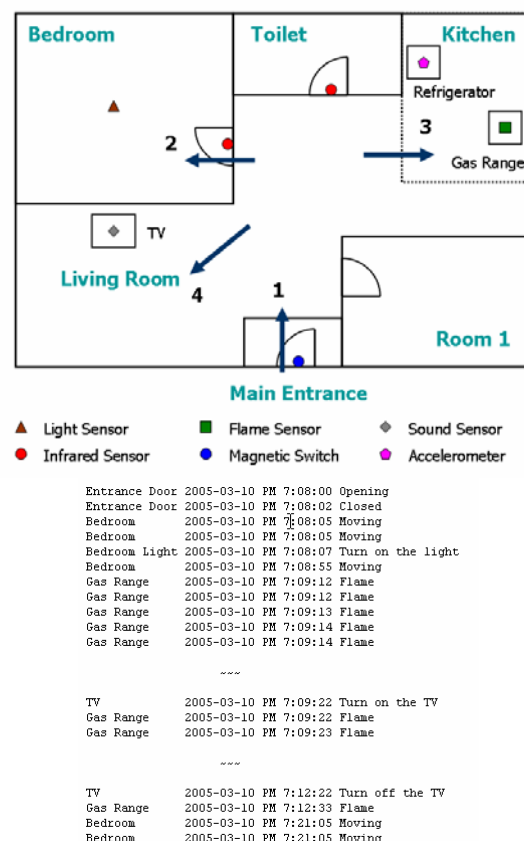 Bedroom
Toilet
Kitchen
Refrigerator
2
3
Gas Range
TV
Living Room
4
1
Room 1
Main Entrance
Light Sensor
Flame Sensor
Sound Sensor
Infrared Sensor
Magnetic Switch
Accelerometer
Entrance Door 2005-03-10 PM 7:08:00 Opening
Entrance Door 2005-03-10 PM 7:08:02 Closed
Bedroom 2005-03-10 PM 7:08:05 Moving
Bedroom 2005-03-10 PM 7:08:05 Moving
Bedroom Light 2005-03-10 PM 7:08:07 Turn on the light
Bedroom 2005-03-10 PM 7:08:55 Moving
Gas Range 2005-03-10 PM 7:09:12 Flame
Gas Range 2005-03-10 PM 7:09:12 Flame
Gas Range 2005-03-10 PM 7:09:13 Flame
Gas Range 2005-03-10 PM 7:09:14 Flame
Gas Range 2005-03-10 PM 7:09:14 Flame
~~~
TV 2005-03-10 PM 7:09:22 Turn on the TV
Gas Range 2005-03-10 PM 7:09:22 Flame
Gas Range 2005-03-10 PM 7:09:23 Flame
~~~
TV 2005-03-10 PM 7:12:22 Turn off the TV
Gas Range 2005-03-10 PM 7:12:33 Flame
Bedroom 2005-03-10 PM 7:21:05 Moving
Bedroom 2005-03-10 PM 7:21:05 Moving